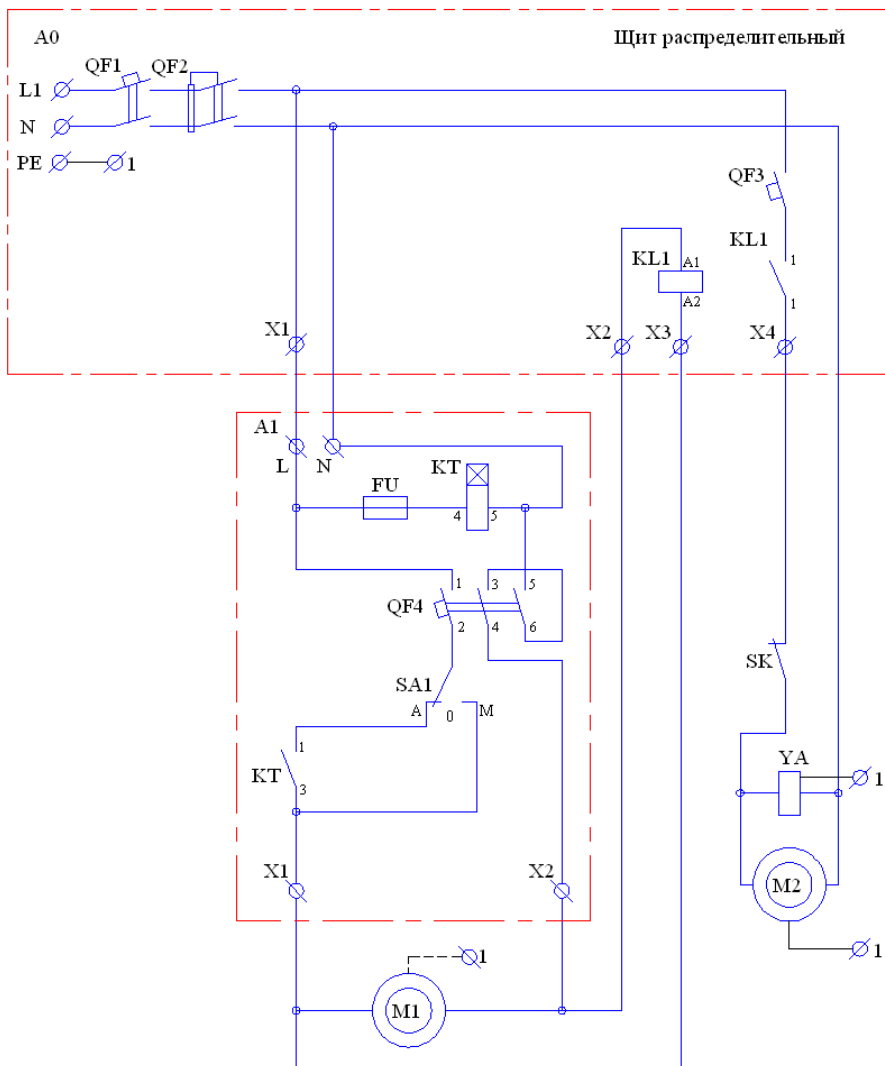 A0
Щит распределительный
QF1 QF2
L1
N
PE 1
QF3
KL1 A1
A2
KL1 1
1
X1 X2 X3 X4
A1
L N
FU KT
4 5
QF4 1 3 5
2 4 6
SA1
A 0 M
SK
KT 1
3
YA 1
X1 X2
M2
1
1
M1